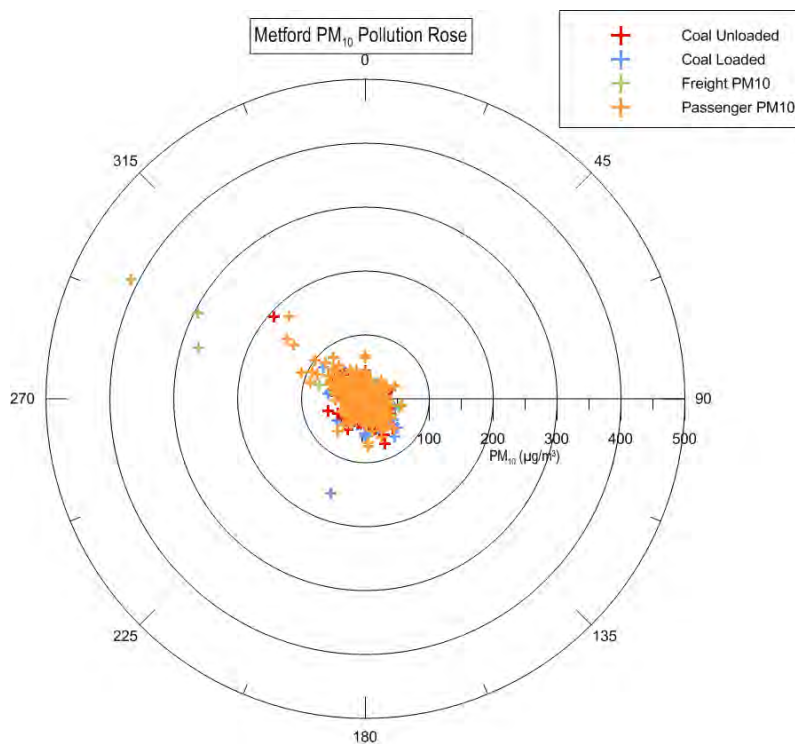 Metford PM₁₀ Pollution Rose
Coal Unloaded
Coal Loaded
Freight PM10
Passenger PM10
0
315
45
270
90
100
200
300
400
500
PM₁₀ (µg/m³)
225
135
180